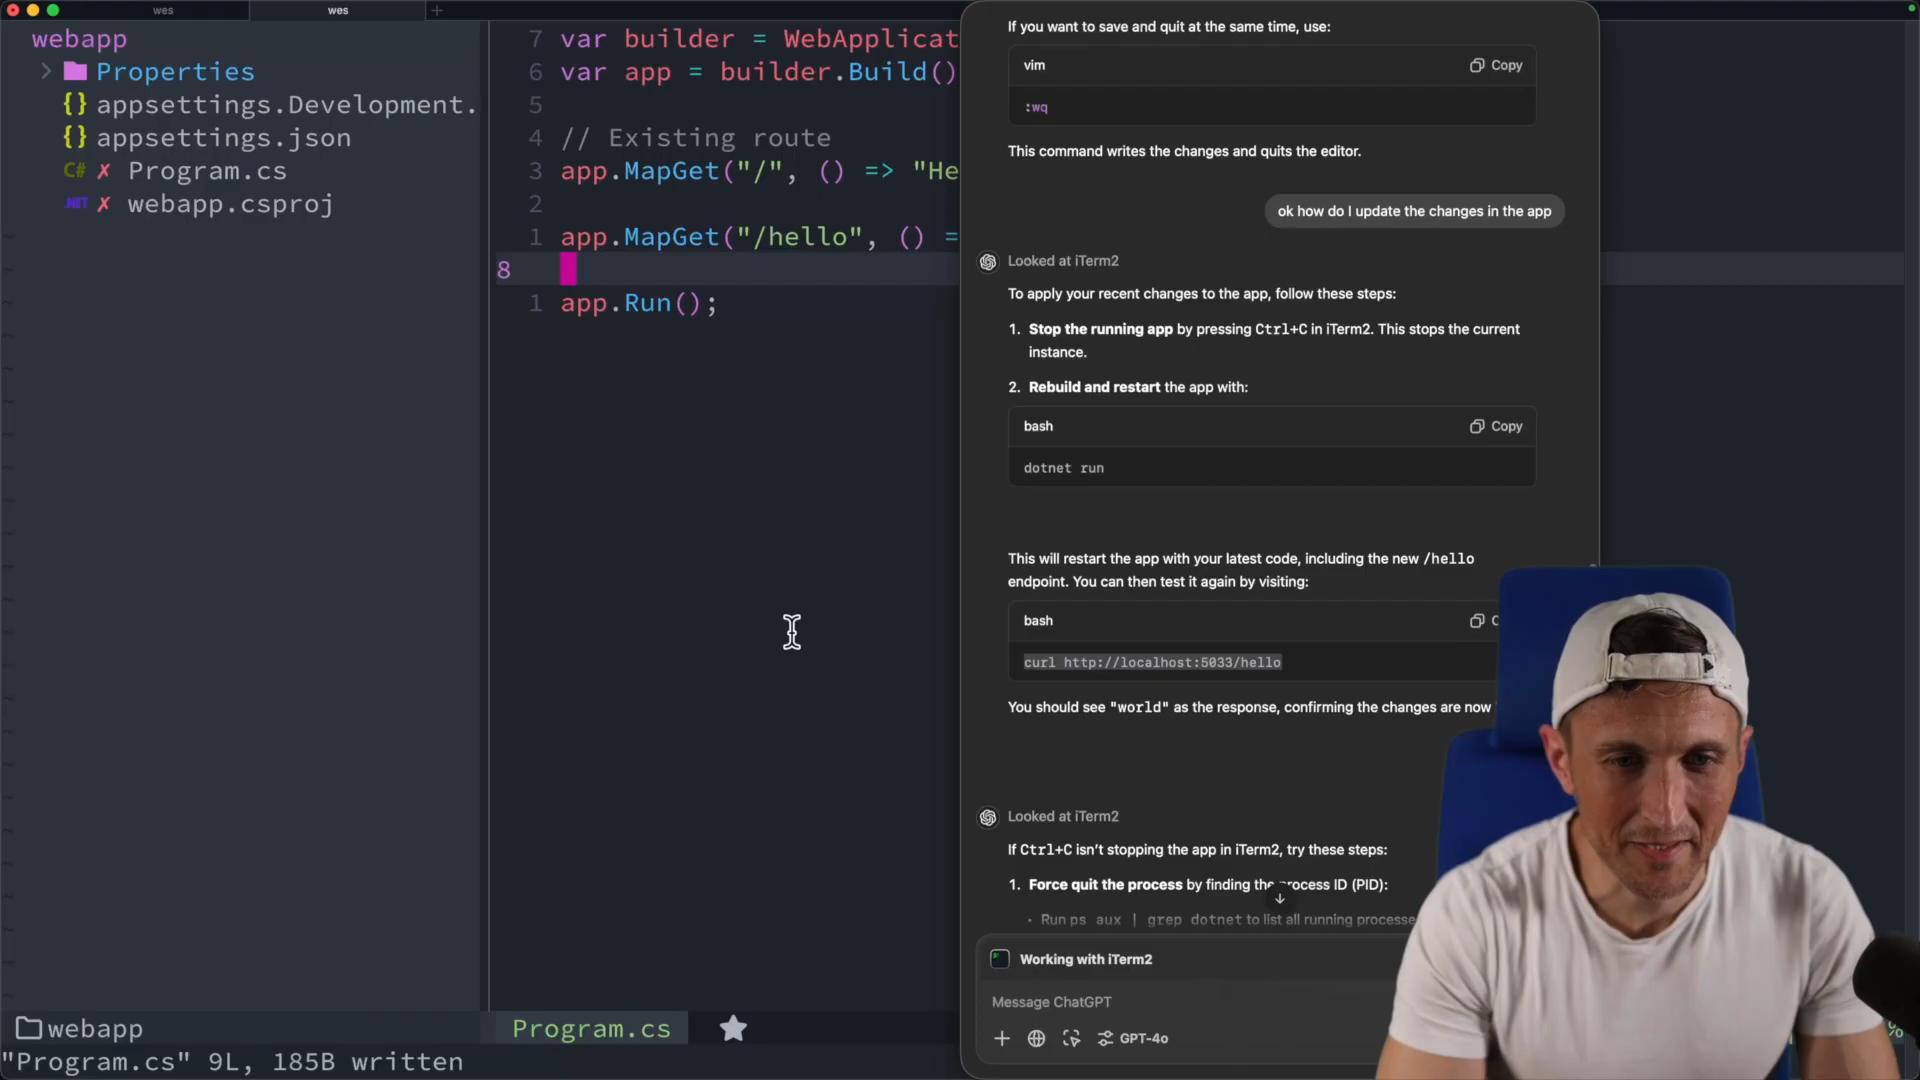 wes
wes
webapp
Properties
appsettings.Development.
appsettings.json
C# ✗ Program.cs
.NET ✗ webapp.csproj
webapp
"Program.cs" 9L, 185B written
7 var builder = WebApplicat
6 var app = builder.Build()
5
4 // Existing route
3 app.MapGet("/", () => "He
2
1 app.MapGet("/hello", () =
8
1 app.Run();
Program.cs
If you want to save and quit at the same time, use:
vim Copy
:wq
This command writes the changes and quits the editor.
ok how do I update the changes in the app
Looked at iTerm2
To apply your recent changes to the app, follow these steps:
1. Stop the running app by pressing Ctrl+C in iTerm2. This stops the current
instance.
2. Rebuild and restart the app with:
bash Copy
dotnet run
This will restart the app with your latest code, including the new /hello
endpoint. You can then test it again by visiting:
bash
curl http://localhost:5033/hello
You should see "world" as the response, confirming the changes are now
Looked at iTerm2
If Ctrl+C isn't stopping the app in iTerm2, try these steps:
1. Force quit the process by finding the process ID (PID):
• Run ps aux | grep dotnet to list all running processe
Working with iTerm2
Message ChatGPT
GPT-4o